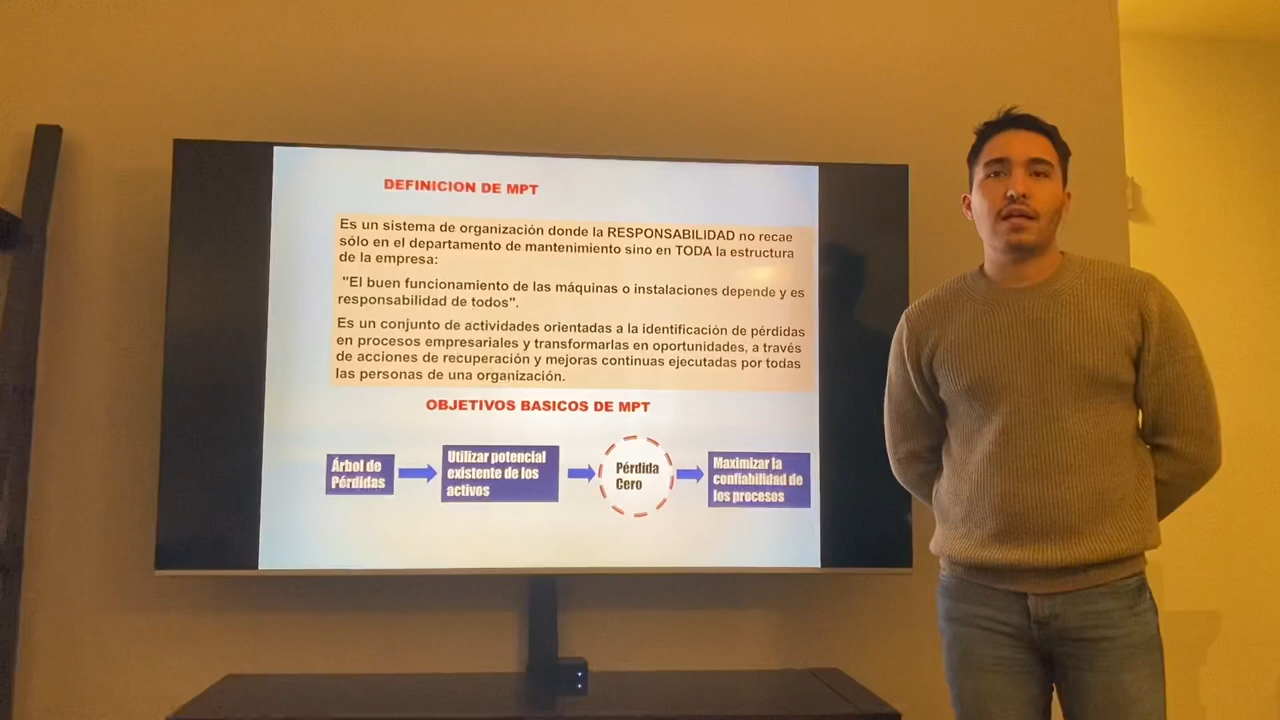 DEFINICION DE MPT
Es un sistema de organización donde la RESPONSABILIDAD no recae
sólo en el departamento de mantenimiento sino en TODA la estructura
de la empresa:
"El buen funcionamiento de las máquinas o instalaciones depende y es
responsabilidad de todos".
Es un conjunto de actividades orientadas a la identificación de pérdidas
en procesos empresariales y transformarlas en oportunidades, a través
de acciones de recuperación y mejoras continuas ejecutadas por todas
las personas de una organización.
OBJETIVOS BASICOS DE MPT
Árbol de
Pérdidas
Utilizar potencial
existente de los
activos
Pérdida
Cero
Maximizar la
confiabilidad de
los procesos